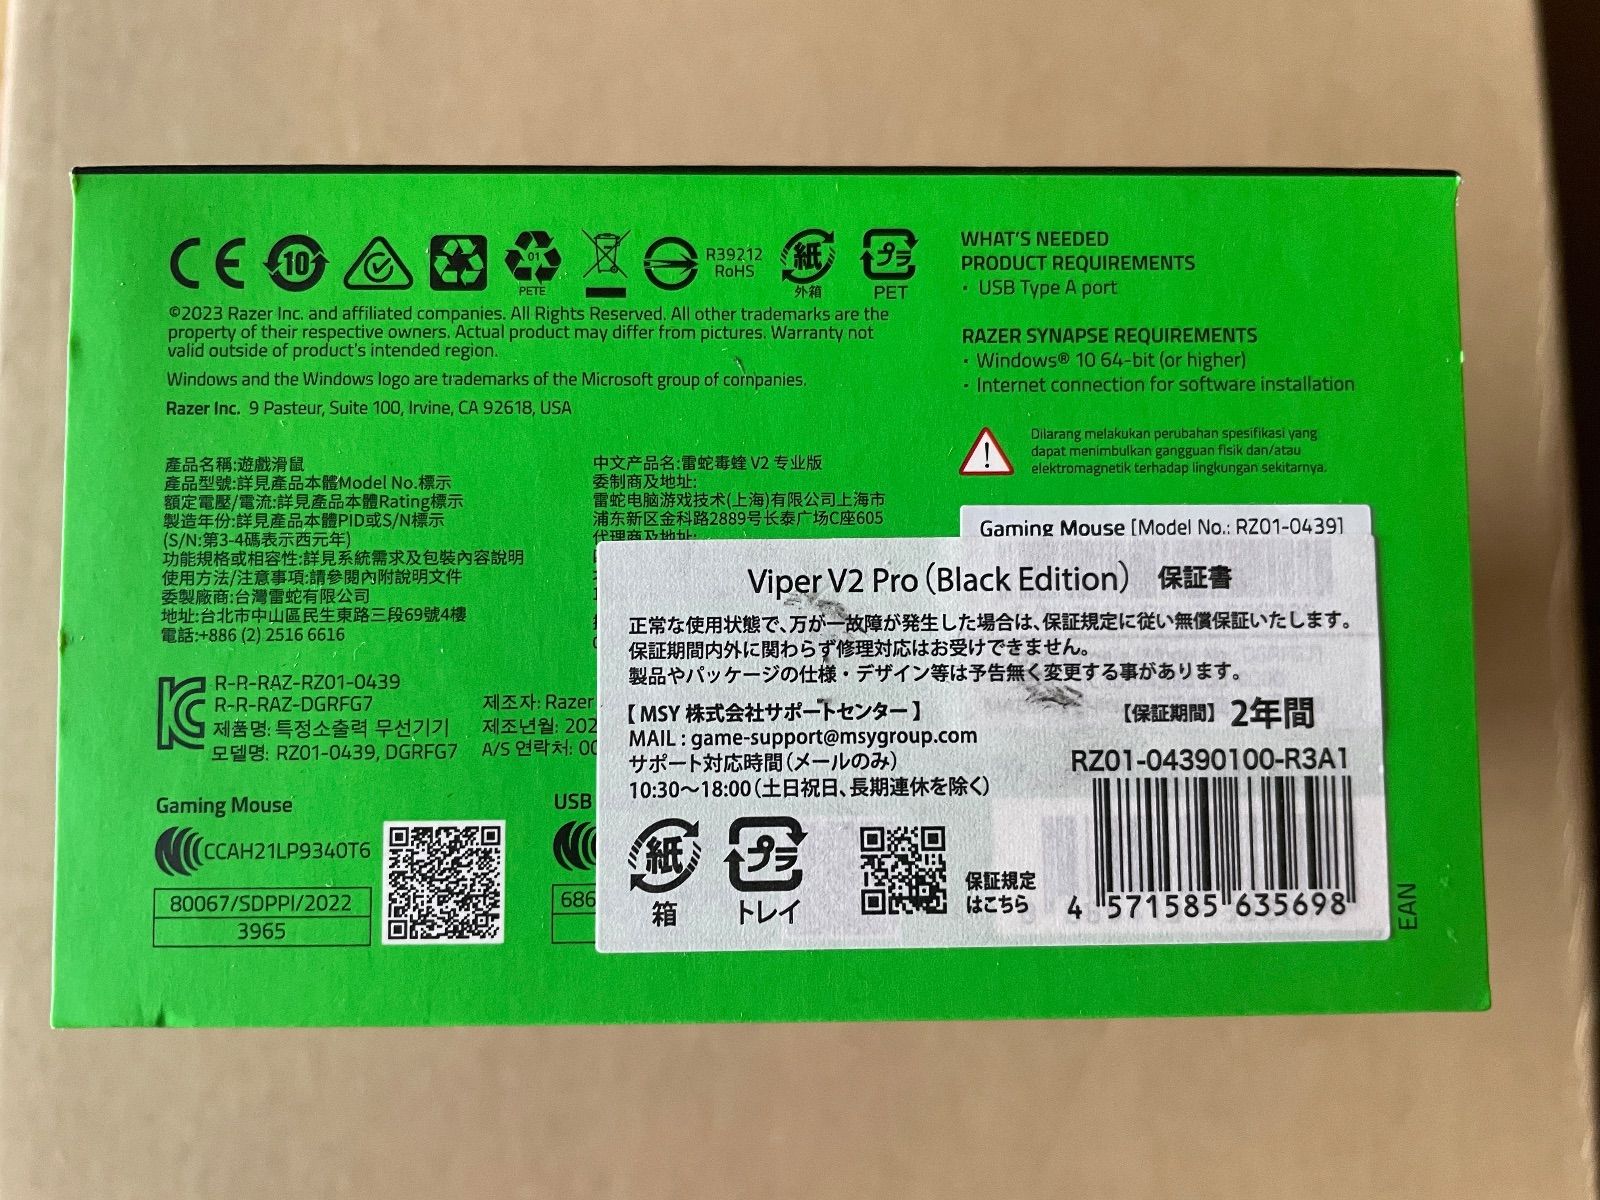 CE
10
01
PETE
R39212
RoHS
紙
外箱
プラ
PET
©2023 Razer Inc. and affiliated companies. All Rights Reserved. All other trademarks are the
property of their respective owners. Actual product may differ from pictures. Warranty not
valid outside of product's intended region.
Windows and the Windows logo are trademarks of the Microsoft group of companies.
Razer Inc. 9 Pasteur, Suite 100, Irvine, CA 92618, USA
WHAT'S NEEDED
PRODUCT REQUIREMENTS
· USB Type A port
RAZER SYNAPSE REQUIREMENTS
· Windows® 10 64-bit (or higher)
· Internet connection for software installation
Dilarang melakukan perubahan spesifikasi yang
dapat menimbulkan gangguan fisik dan/atau
elektromagnetik terhadap lingkungan sekitarnya.
產品名稱:遊戲滑鼠
產品型號:詳見產品本體Model No.標示
額定電壓/電流:詳見產品本體Rating標示
製造年份:詳見產品本體PID或S/N標示
(S/N:第3-4碼表示西元年)
功能規格或相容性:詳見系統需求及包裝內容說明
使用方法/注意事項:請參閱內附說明文件
委製廠商:台灣雷蛇有限公司
地址:台北市中山區民生東路三段69號4樓
電話:+886 (2) 2516 6616
中文产品名:雷蛇毒蝰 V2 专业版
委制商及地址:
雷蛇电脑游戏技术(上海)有限公司上海市
浦东新区金科路2889号长泰广场C座605
代理商及地址:
R-R-RAZ-RZ01-0439
R-R-RAZ-DGRFG7
제품명: 특정소출력 무선기기
모델명: RZ01-0439, DGRFG7
제조자: Razer
제조년월: 202
A/S 연락처: 00
Gaming Mouse
CCAH21LP9340T6
80067/SDPPI/2022
3965
USB
686
Gaming Mouse [Model No.: RZ01-0439]
Viper V2 Pro（Black Edition） 保証書
正常な使用状態で、万が一故障が発生した場合は、保証規定に従い無償保証いたします。
保証期間内外に関わらず修理対応はお受けできません。
製品やパッケージの仕様・デザイン等は予告無く変更する事があります。
【 MSY 株式会社サポートセンター 】
MAIL : game-support@msygroup.com
サポート対応時間（メールのみ）
10:30～18:00（土日祝日、長期連休を除く）
【保証期間】 2年間
RZ01-04390100-R3A1
紙
箱
プラ
トレイ
保証規定
はこちら
4 571585 635698
EAN